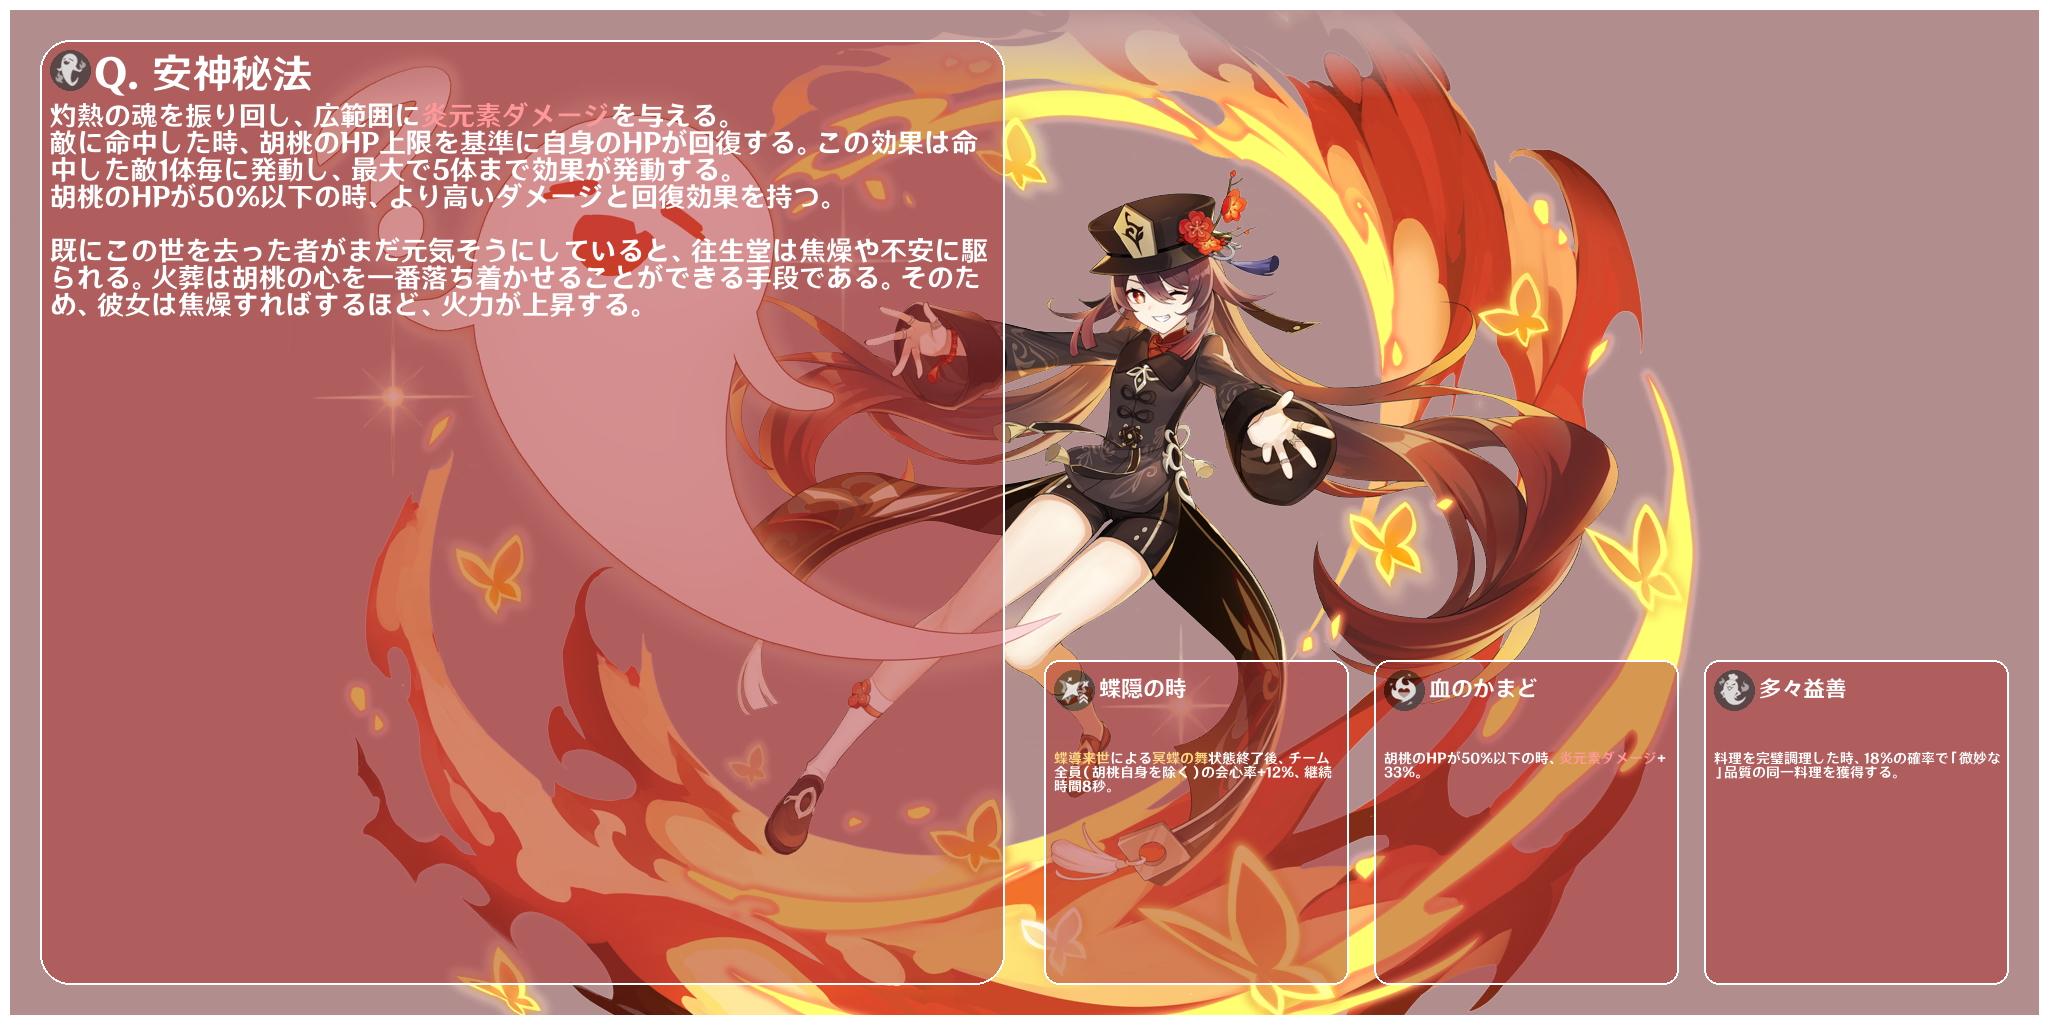 Q. 安神秘法
灼熱の魂を振り回し、広範囲に炎元素ダメージを与える。
敵に命中した時、胡桃のHP上限を基準に自身のHPが回復する。この効果は命
中した敵1体毎に発動し、最大で5体まで効果が発動する。
胡桃のHPが50%以下の時、より高いダメージと回復効果を持つ。
既にこの世を去った者がまだ元気そうにしていると、往生堂は焦燥や不安に駆
られる。火葬は胡桃の心を一番落ち着かせることができる手段である。そのた
め、彼女は焦燥すればするほど、火力が上昇する。
蝶隠の時
蝶導来世による冥蝶の舞状態終了後、チーム
全員(胡桃自身を除く)の会心率+12%、継続
時間8秒。
血のかまど
胡桃のHPが50%以下の時、炎元素ダメージ+
33%。
多々益善
料理を完璧調理した時、18%の確率で「微妙な
」品質の同一料理を獲得する。